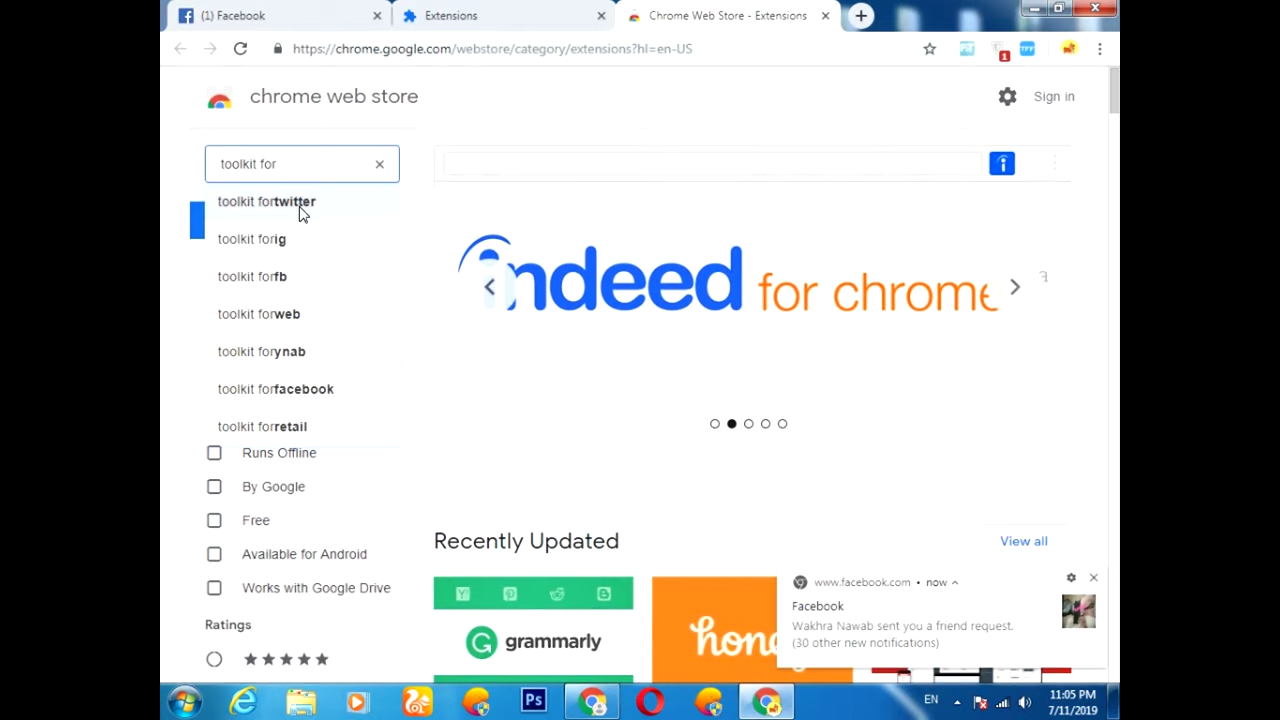 (1) Facebook
Extensions
Chrome Web Store - Extensions
https://chrome.google.com/webstore/category/extensions?hl=en-US
1
TFF
chrome web store
Sign in
toolkit for
toolkit fortwitter
toolkit forig
toolkit forfb
toolkit forweb
toolkit forynab
toolkit forfacebook
toolkit forretail
Runs Offline
By Google
Free
Available for Android
Works with Google Drive
Ratings
indeed for chrome
Recently Updated
View all
grammarly
www.facebook.com • now
Facebook
Wakhra Nawab sent you a friend request.
(30 other new notifications)
Ps
EN
11:05 PM
7/11/2019